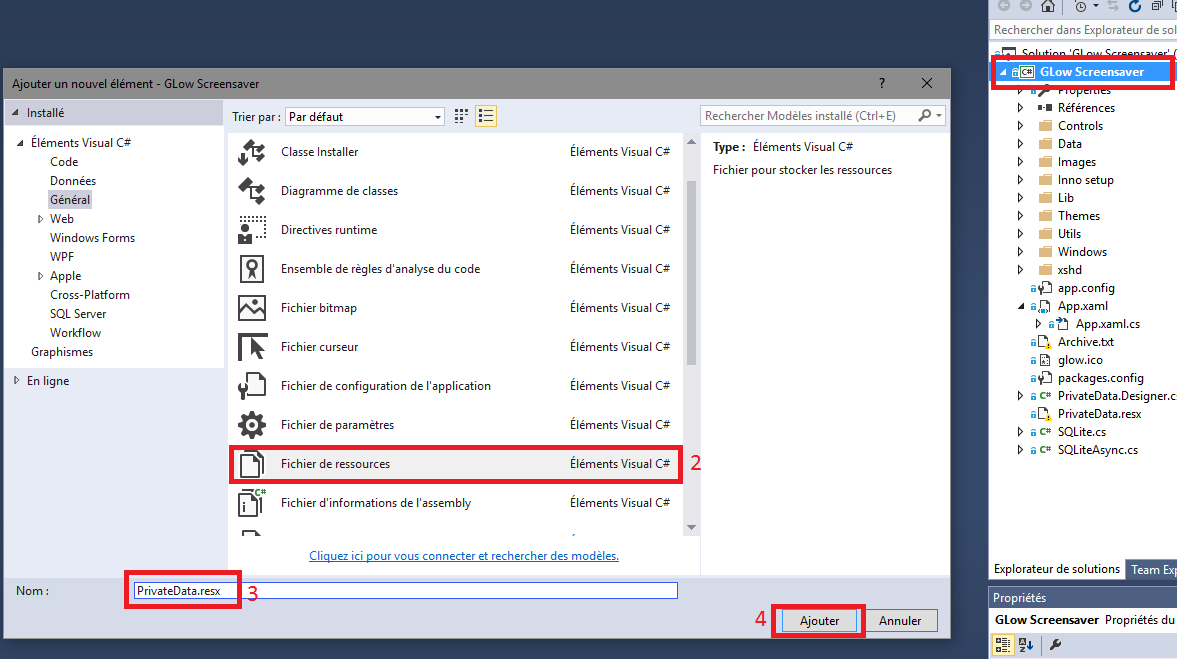 Ajouter un nouvel élément - GLow Screensaver
?
Installé
Éléments Visual C#
Code
Données
Général
Web
Windows Forms
WPF
Apple
Cross-Platform
SQL Server
Workflow
Graphismes
En ligne
Trier par : Par défaut
Classe Installer Éléments Visual C#
Diagramme de classes Éléments Visual C#
Directives runtime Éléments Visual C#
Ensemble de règles d'analyse du code Éléments Visual C#
Fichier bitmap Éléments Visual C#
Fichier curseur Éléments Visual C#
Fichier de configuration de l'application Éléments Visual C#
Fichier de paramètres Éléments Visual C#
Fichier de ressources Éléments Visual C# 2
Fichier d'informations de l'assembly Éléments Visual C#
Cliquez ici pour vous connecter et rechercher des modèles.
Rechercher Modèles installé (Ctrl+E)
Type : Éléments Visual C#
Fichier pour stocker les ressources
Nom : PrivateData.resx 3
4 Ajouter Annuler
Rechercher dans Explorateur de sol
Solution 'GLow Screensaver' (
C# GLow Screensaver
Properties
Références
Controls
Data
Images
Inno setup
Lib
Themes
Utils
Windows
xshd
app.config
App.xaml
App.xaml.cs
Archive.txt
glow.ico
packages.config
C# PrivateData.Designer.c
PrivateData.resx
C# SQLite.cs
C# SQLiteAsync.cs
Explorateur de solutions Team Exp
Propriétés
GLow Screensaver Propriétés du